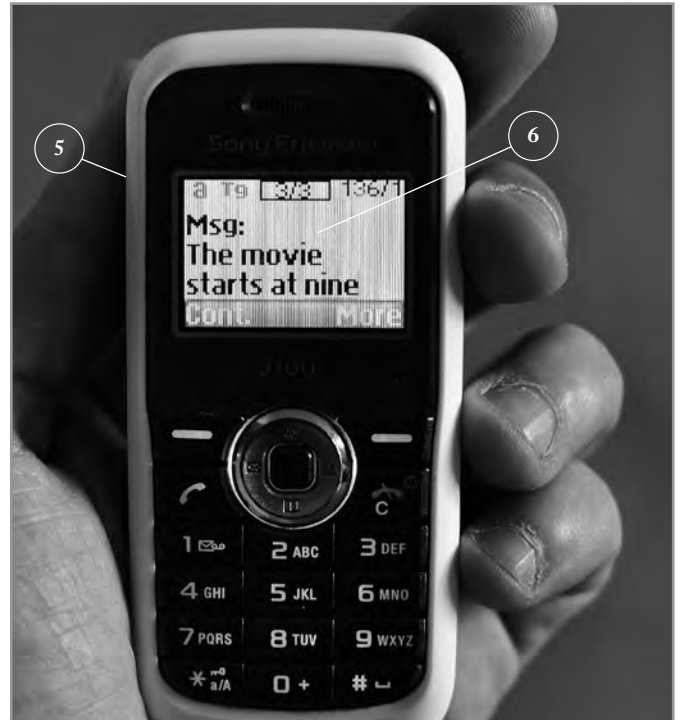 5
6
Sony Ericsson
a T9 3/3 136/1
Msg:
The movie
starts at nine
Cont. More
J100
C
1
2 ABC
3 DEF
4 GHI
5 JKL
6 MNO
7 PQRS
8 TUV
9 WXYZ
* a/A
0 +
#